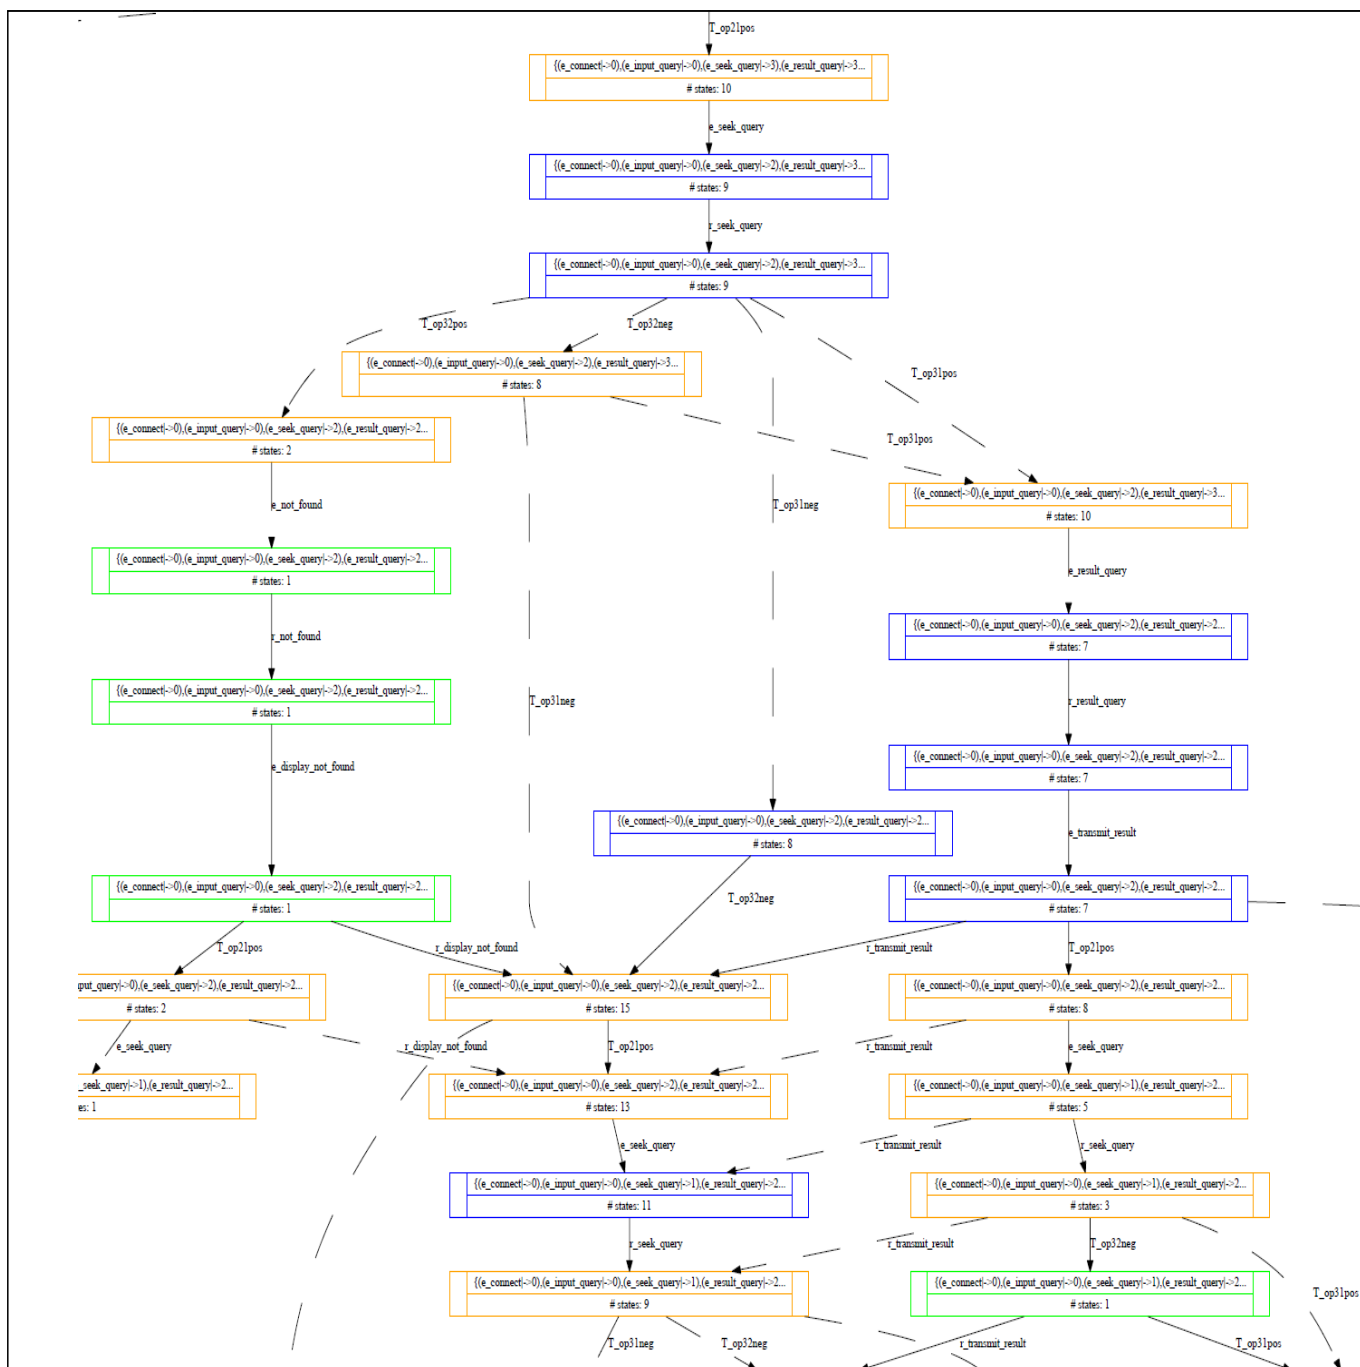 T_op21pos
{(e_connect|->0),(e_input_query|->0),(e_seek_query|->3),(e_result_query|->3...
# states: 10
e_seek_query
{(e_connect|->0),(e_input_query|->0),(e_seek_query|->2),(e_result_query|->3...
# states: 9
r_seek_query
{(e_connect|->0),(e_input_query|->0),(e_seek_query|->2),(e_result_query|->3...
# states: 9
T_op32pos
T_op32neg
{(e_connect|->0),(e_input_query|->0),(e_seek_query|->2),(e_result_query|->3...
# states: 8
T_op31pos
{(e_connect|->0),(e_input_query|->0),(e_seek_query|->2),(e_result_query|->2...
# states: 2
T_op31pos
e_not_found
T_op31neg
{(e_connect|->0),(e_input_query|->0),(e_seek_query|->2),(e_result_query|->3...
# states: 10
{(e_connect|->0),(e_input_query|->0),(e_seek_query|->2),(e_result_query|->2...
# states: 1
e_result_query
r_not_found
{(e_connect|->0),(e_input_query|->0),(e_seek_query|->2),(e_result_query|->2...
# states: 7
{(e_connect|->0),(e_input_query|->0),(e_seek_query|->2),(e_result_query|->2...
# states: 1
T_op31neg
r_result_query
e_display_not_found
{(e_connect|->0),(e_input_query|->0),(e_seek_query|->2),(e_result_query|->2...
# states: 7
{(e_connect|->0),(e_input_query|->0),(e_seek_query|->2),(e_result_query|->2...
# states: 8
e_transmit_result
{(e_connect|->0),(e_input_query|->0),(e_seek_query|->2),(e_result_query|->2...
# states: 1
T_op32neg
{(e_connect|->0),(e_input_query|->0),(e_seek_query|->2),(e_result_query|->2...
# states: 7
T_op21pos
r_display_not_found
r_transmit_result
T_op21pos
put_query|->0),(e_seek_query|->2),(e_result_query|->2...
# states: 2
{(e_connect|->0),(e_input_query|->0),(e_seek_query|->2),(e_result_query|->2...
# states: 15
{(e_connect|->0),(e_input_query|->0),(e_seek_query|->2),(e_result_query|->2...
# states: 8
e_seek_query
r_display_not_found
T_op21pos
r_transmit_result
e_seek_query
_seek_query|->1),(e_result_query|->2...
es: 1
{(e_connect|->0),(e_input_query|->0),(e_seek_query|->2),(e_result_query|->2...
# states: 13
{(e_connect|->0),(e_input_query|->0),(e_seek_query|->1),(e_result_query|->2...
# states: 5
e_seek_query
r_transmit_result
r_seek_query
{(e_connect|->0),(e_input_query|->0),(e_seek_query|->1),(e_result_query|->2...
# states: 11
{(e_connect|->0),(e_input_query|->0),(e_seek_query|->1),(e_result_query|->2...
# states: 3
r_seek_query
r_transmit_result
T_op32neg
{(e_connect|->0),(e_input_query|->0),(e_seek_query|->1),(e_result_query|->2...
# states: 9
{(e_connect|->0),(e_input_query|->0),(e_seek_query|->1),(e_result_query|->2...
# states: 1
T_op31pos
T_op31neg
T_op32neg
r_transmit_result
T_op31pos